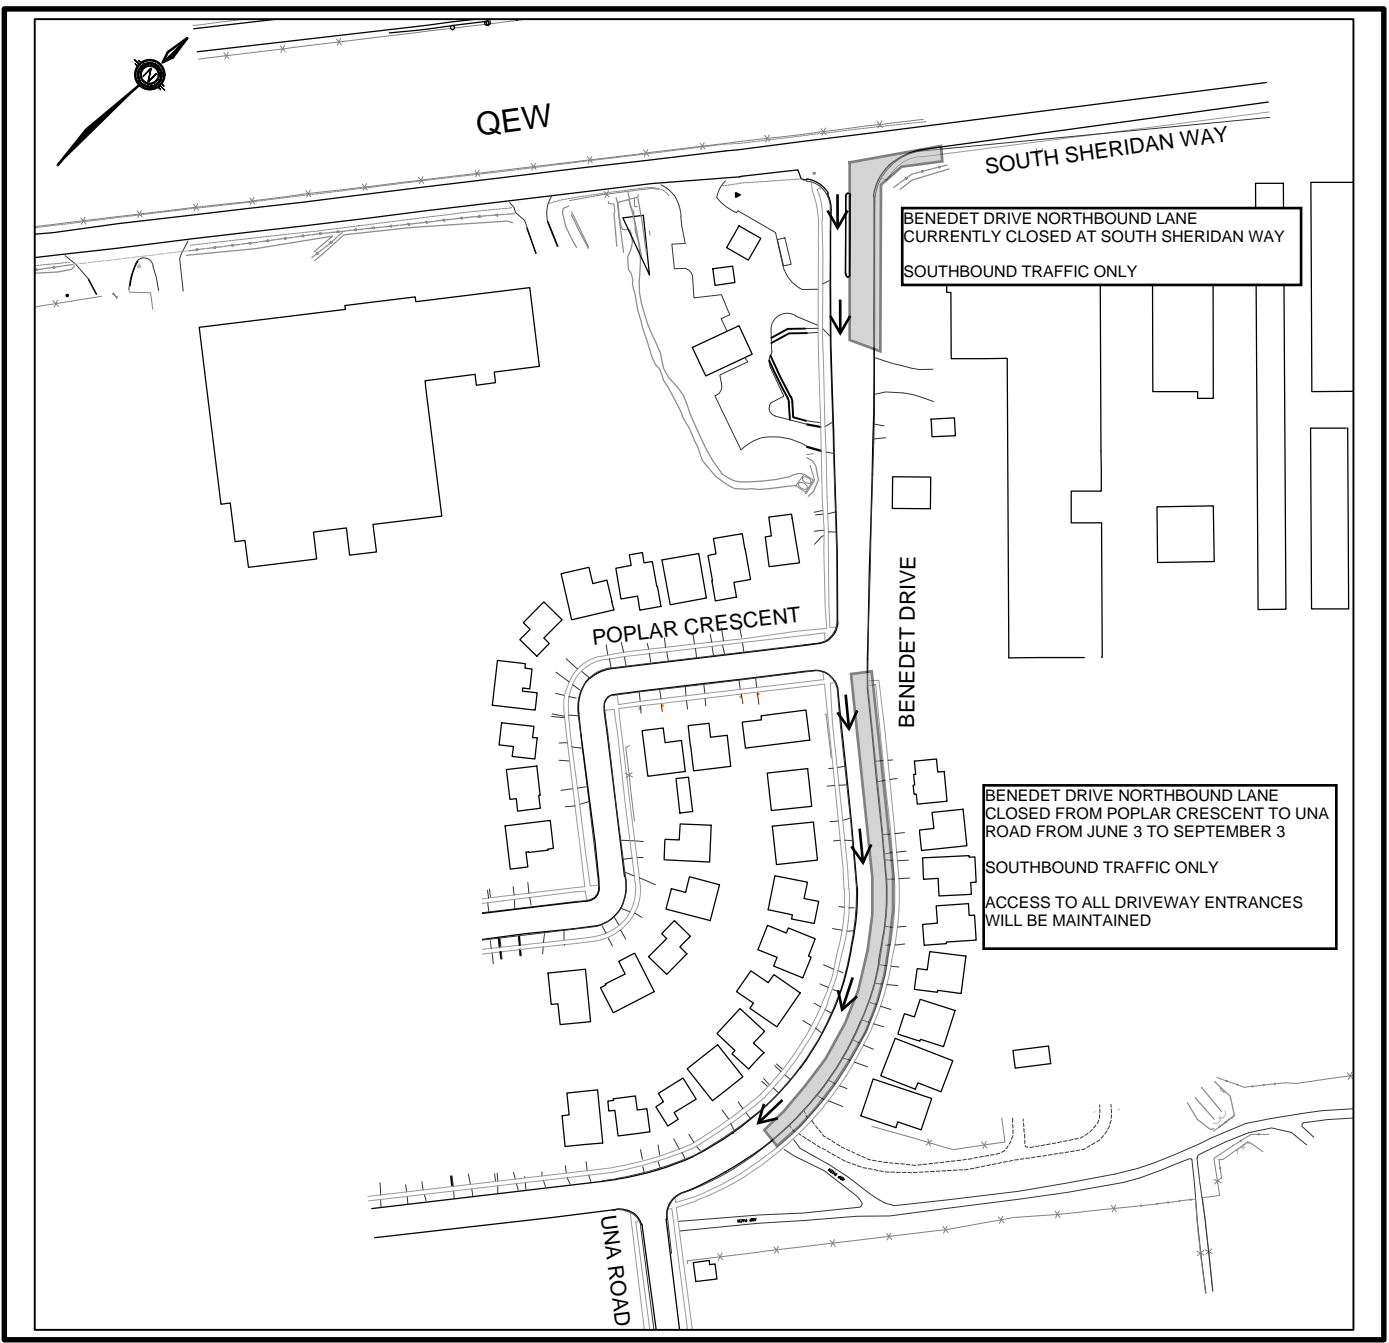 N
QEW
SOUTH SHERIDAN WAY
BENEDET DRIVE NORTHBOUND LANE
CURRENTLY CLOSED AT SOUTH SHERIDAN WAY
SOUTHBOUND TRAFFIC ONLY
BENEDET DRIVE
POPLAR CRESCENT
BENEDET DRIVE NORTHBOUND LANE
CLOSED FROM POPLAR CRESCENT TO UNA
ROAD FROM JUNE 3 TO SEPTEMBER 3
SOUTHBOUND TRAFFIC ONLY
ACCESS TO ALL DRIVEWAY ENTRANCES
WILL BE MAINTAINED
UNA ROAD